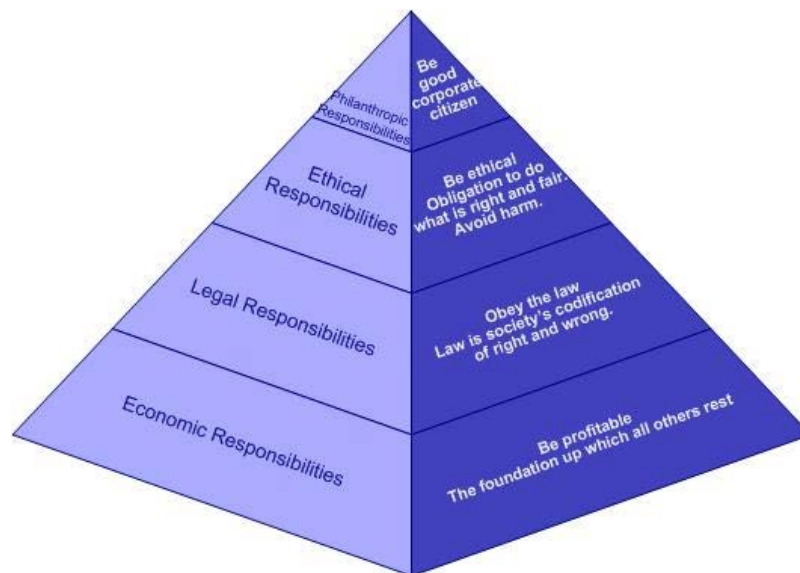 Philanthropic
Responsibilities
Be
good
corporate
citizen
Ethical
Responsibilities
Be ethical
Obligation to do
what is right and fair.
Avoid harm.
Legal Responsibilities
Obey the law
Law is society's codification
of right and wrong.
Economic Responsibilities
Be profitable
The foundation up which all others rest